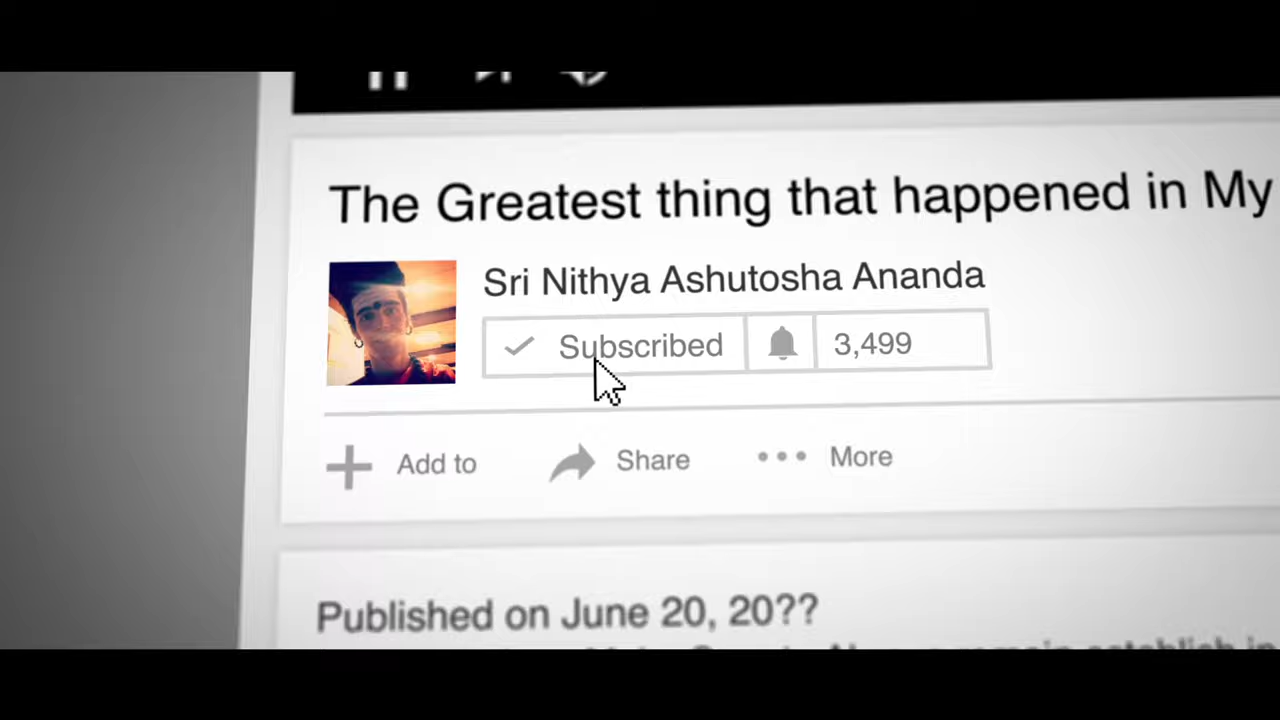 The Greatest thing that happened in My
Sri Nithya Ashutosha Ananda
Subscribed 3,499
Add to Share More
Published on June 20, 20??